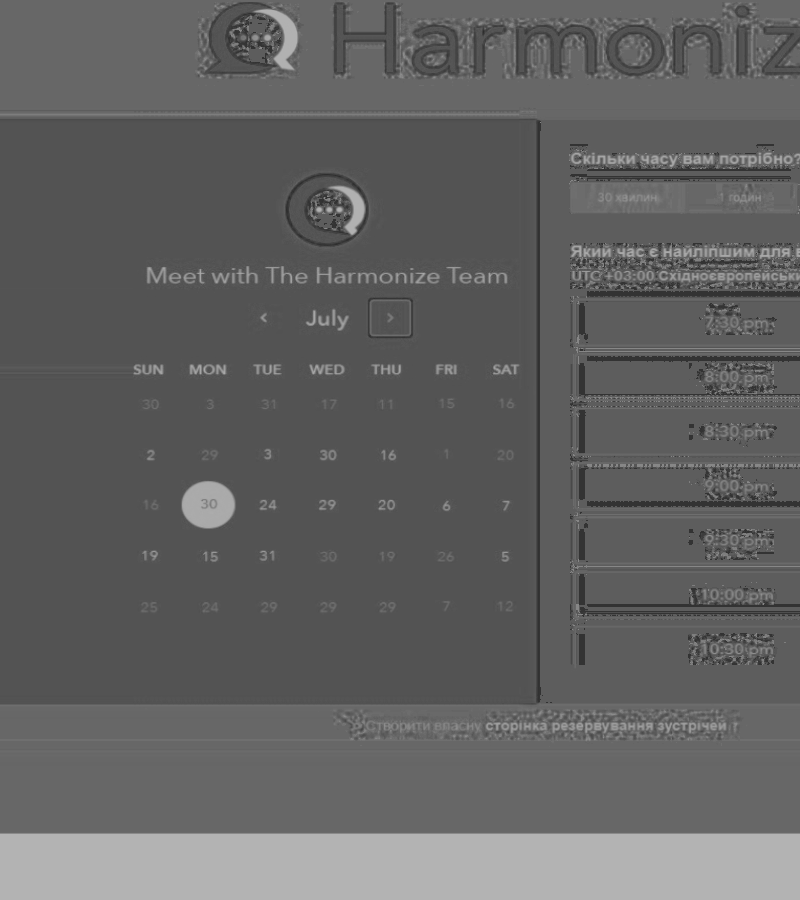 Harmoniz
Meet with The Harmonize Team
July
SUN MON TUE WED THU FRI SAT
30 3 31 17 11 15 16
2 29 3 30 16 1 20
16 30 24 29 20 6 7
19 15 31 30 19 26 5
25 24 29 29 29 7 12
Скільки часу вам потрібно?
30 хвилин 1 годин
Який час є найліпшим для в
UTC +03:00 Східноєвропейськи
7:30 pm
8:00 pm
8:30 pm
9:00 pm
9:30 pm
10:00 pm
10:30 pm
Створити власну сторінка резервування зустрічей